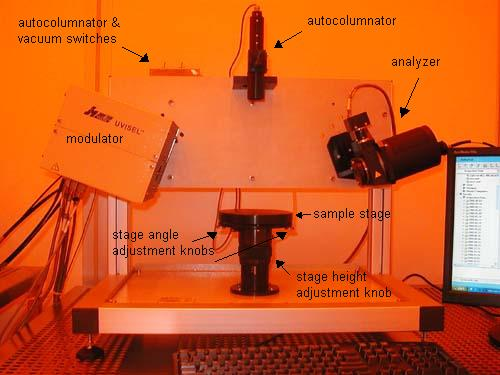 autocolumnator &
vacuum switches
autocolumnator
analyzer
UVISEL
modulator
sample stage
stage angle
adjustment knobs
stage height
adjustment knob